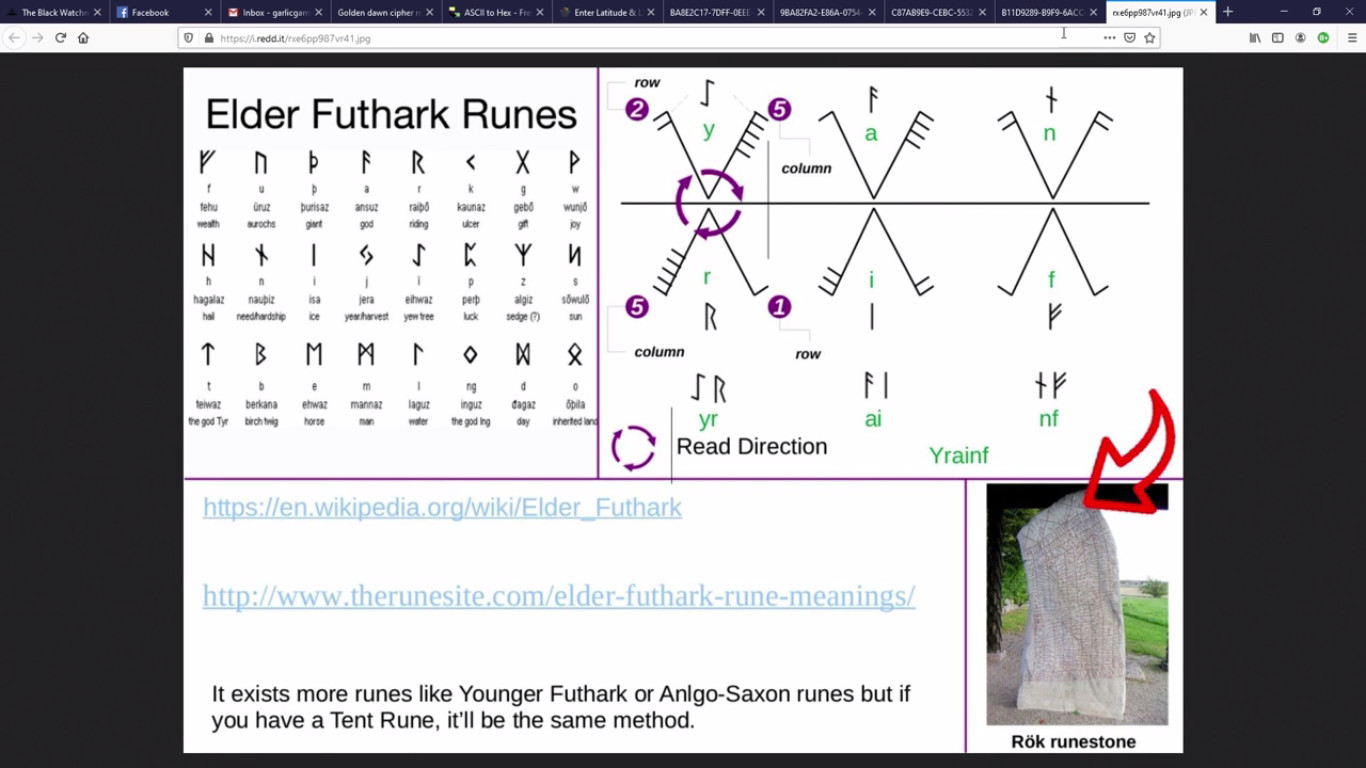 The Black Watchm
Facebook
Inbox - garlicgam
Golden dawn cipher m
ASCII to Hex - Fre
Enter Latitude & L
BA8E2C17-7DFF-0EEE-
9BA82FA2-E86A-0754-
C87AB9E9-CEBC-5532
B11D9289-B9F9-6ACC
rxe6pp987vr41.jpg (JP
https://i.redd.it/rxe6pp987vr41.jpg
Elder Futhark Runes
ᚠ ᚢ ᚦ ᚨ ᚱ ᚲ ᚷ ᚹ
f u þ a r k g w
fehu ūruz þurisaz ansuz raiþō kaunaz gebō wunjō
wealth aurochs giant god riding ulcer gift joy
ᚺ ᚾ ᛁ ᛃ ᛇ ᛈ ᛉ ᛋ
h n i j ï p z s
hagalaz nauþiz isa jera eihwaz perþ algiz sōwulō
hail need/hardship ice year/harvest yew tree luck sedge (?) sun
ᛏ ᛒ ᛖ ᛗ ᛚ ᛜ ᛞ ᛟ
t b e m l ng d o
teiwaz berkana ehwaz mannaz laguz inguz đagaz ōþila
the god Tyr birch twig horse man water the god Ing day inherited land
row
2 ᛇ 5 ᚨ ᚾ
y a n
column
r i f
5 ᚱ 1 ᛁ ᚠ
column row
ᛇᚱ ᚨᛁ ᚾᚠ
yr ai nf
Read Direction
Yrainf
https://en.wikipedia.org/wiki/Elder_Futhark
http://www.therunesite.com/elder-futhark-rune-meanings/
It exists more runes like Younger Futhark or Anlgo-Saxon runes but if
you have a Tent Rune, it'll be the same method.
Rök runestone